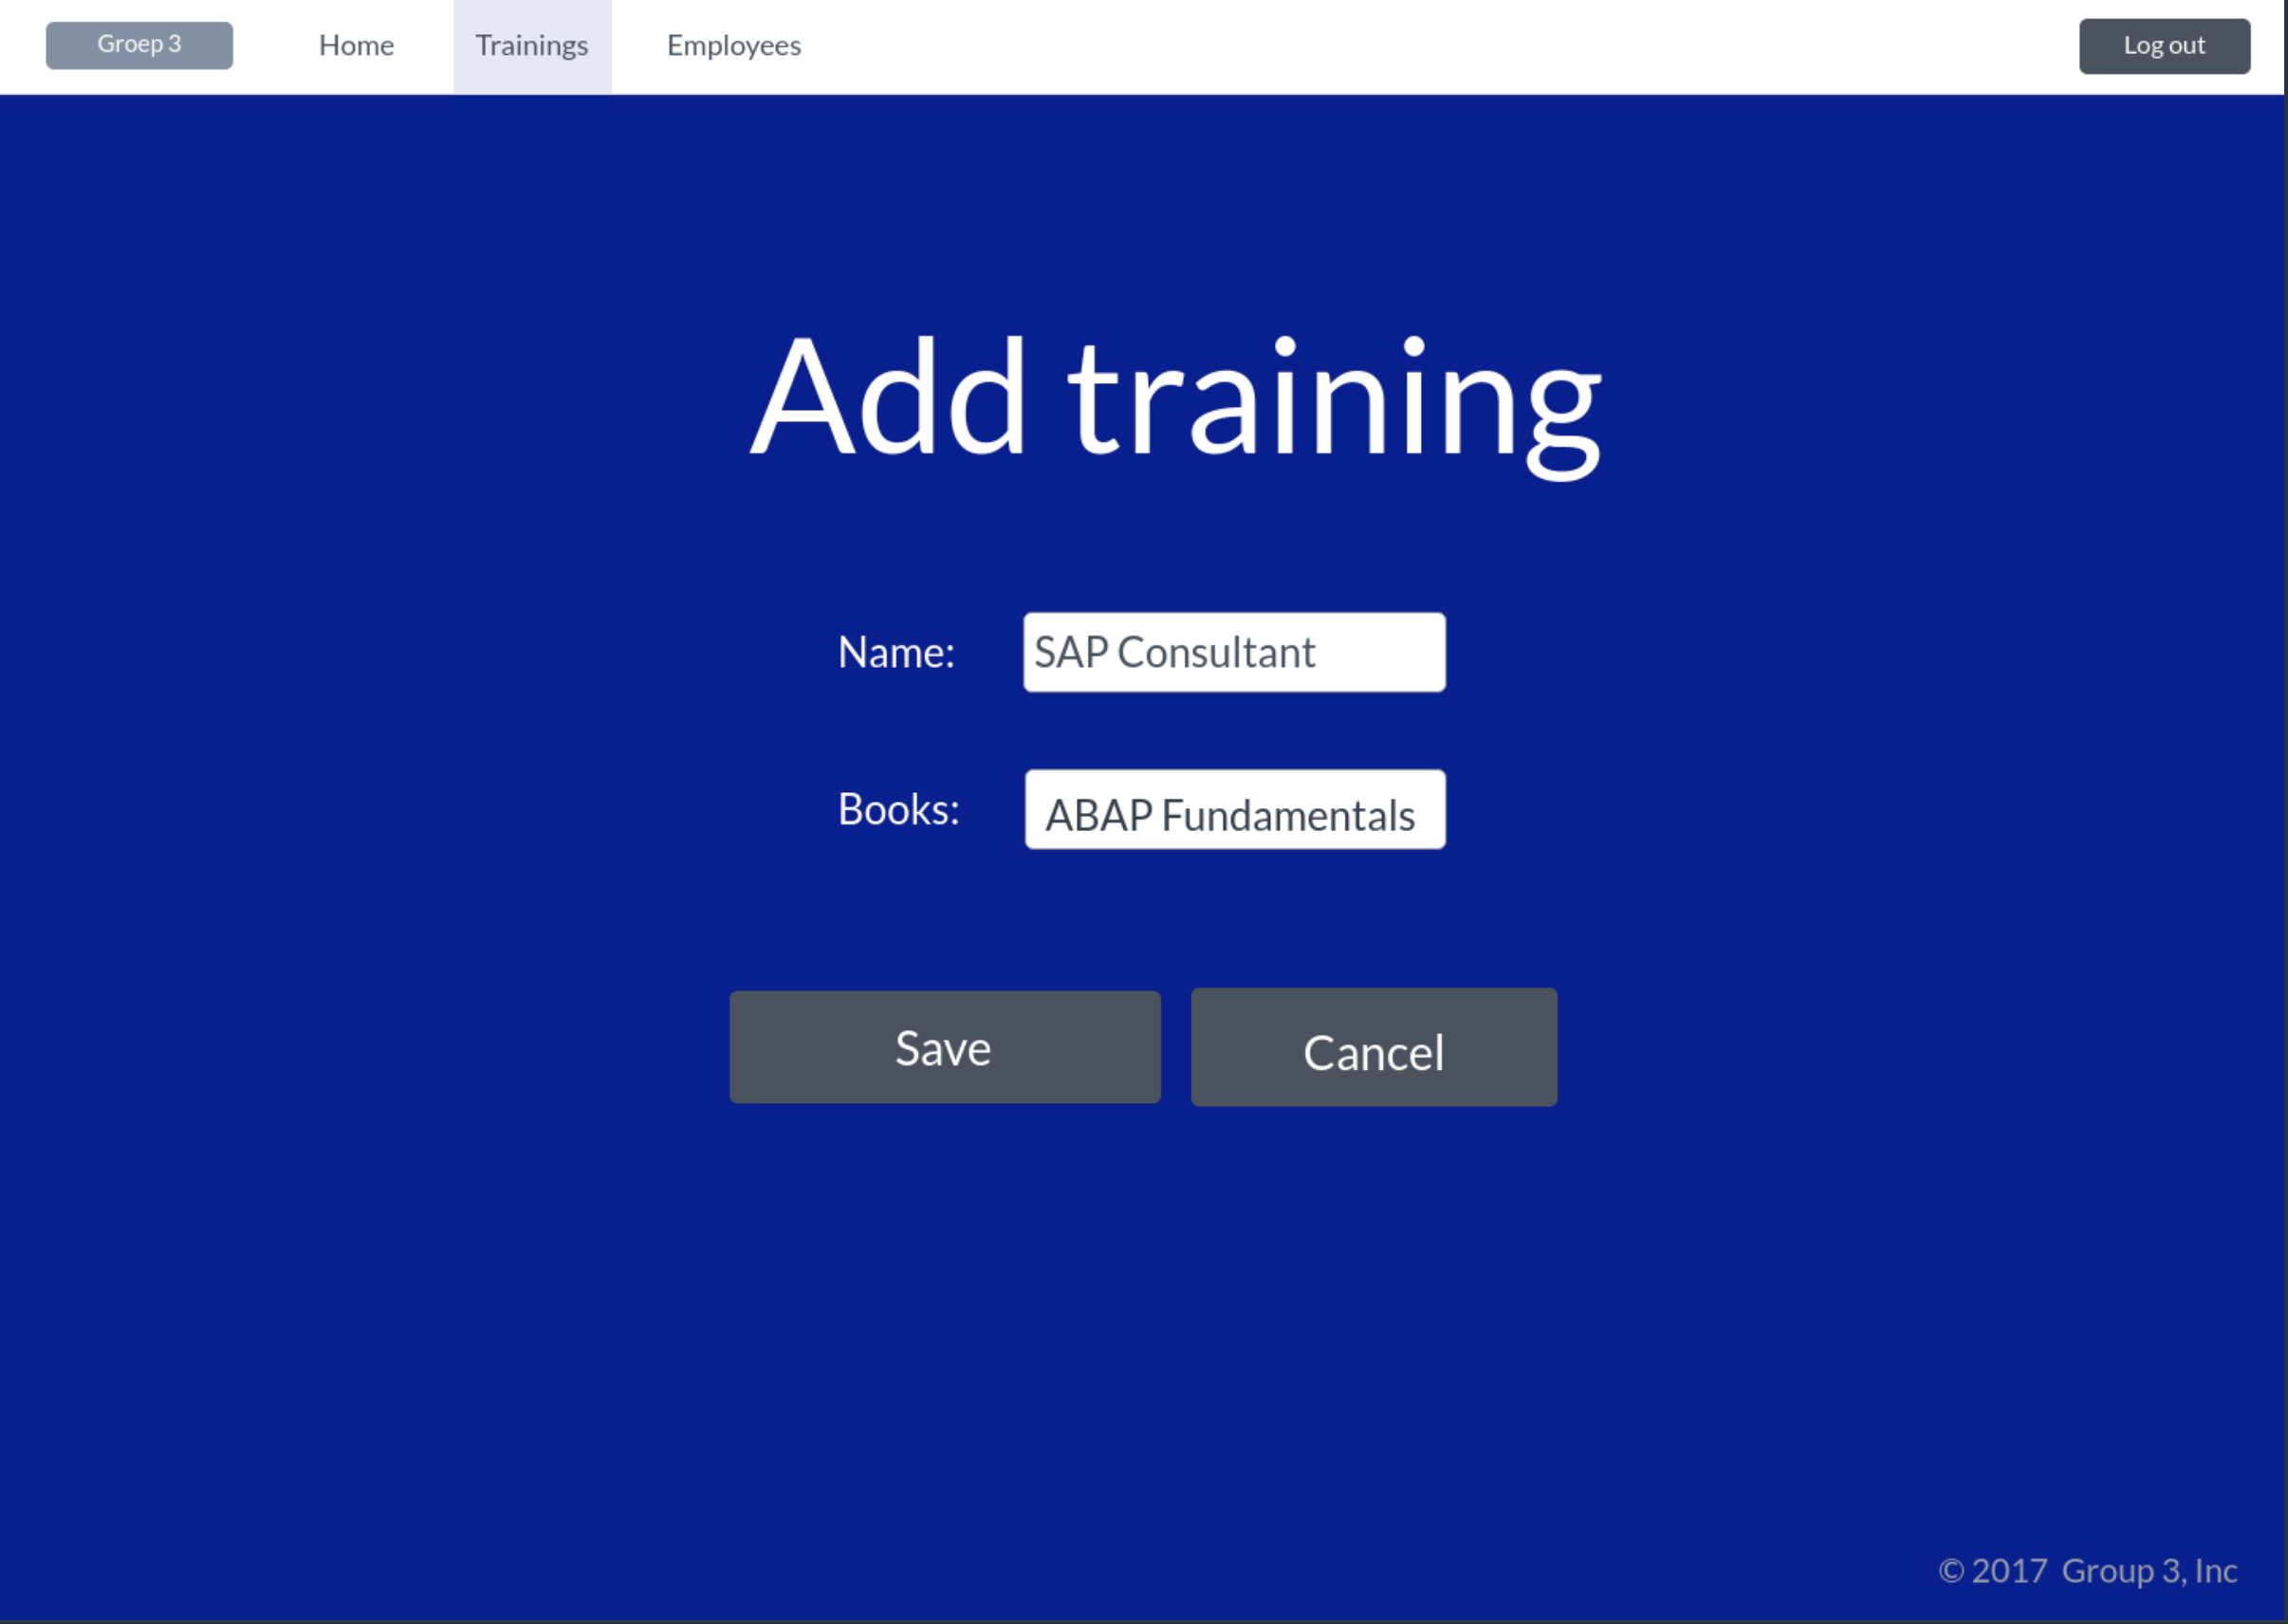 Groep 3 Home Trainings Employees Log out
Add training
Name: SAP Consultant
Books: ABAP Fundamentals
Save Cancel
© 2017 Group 3, Inc